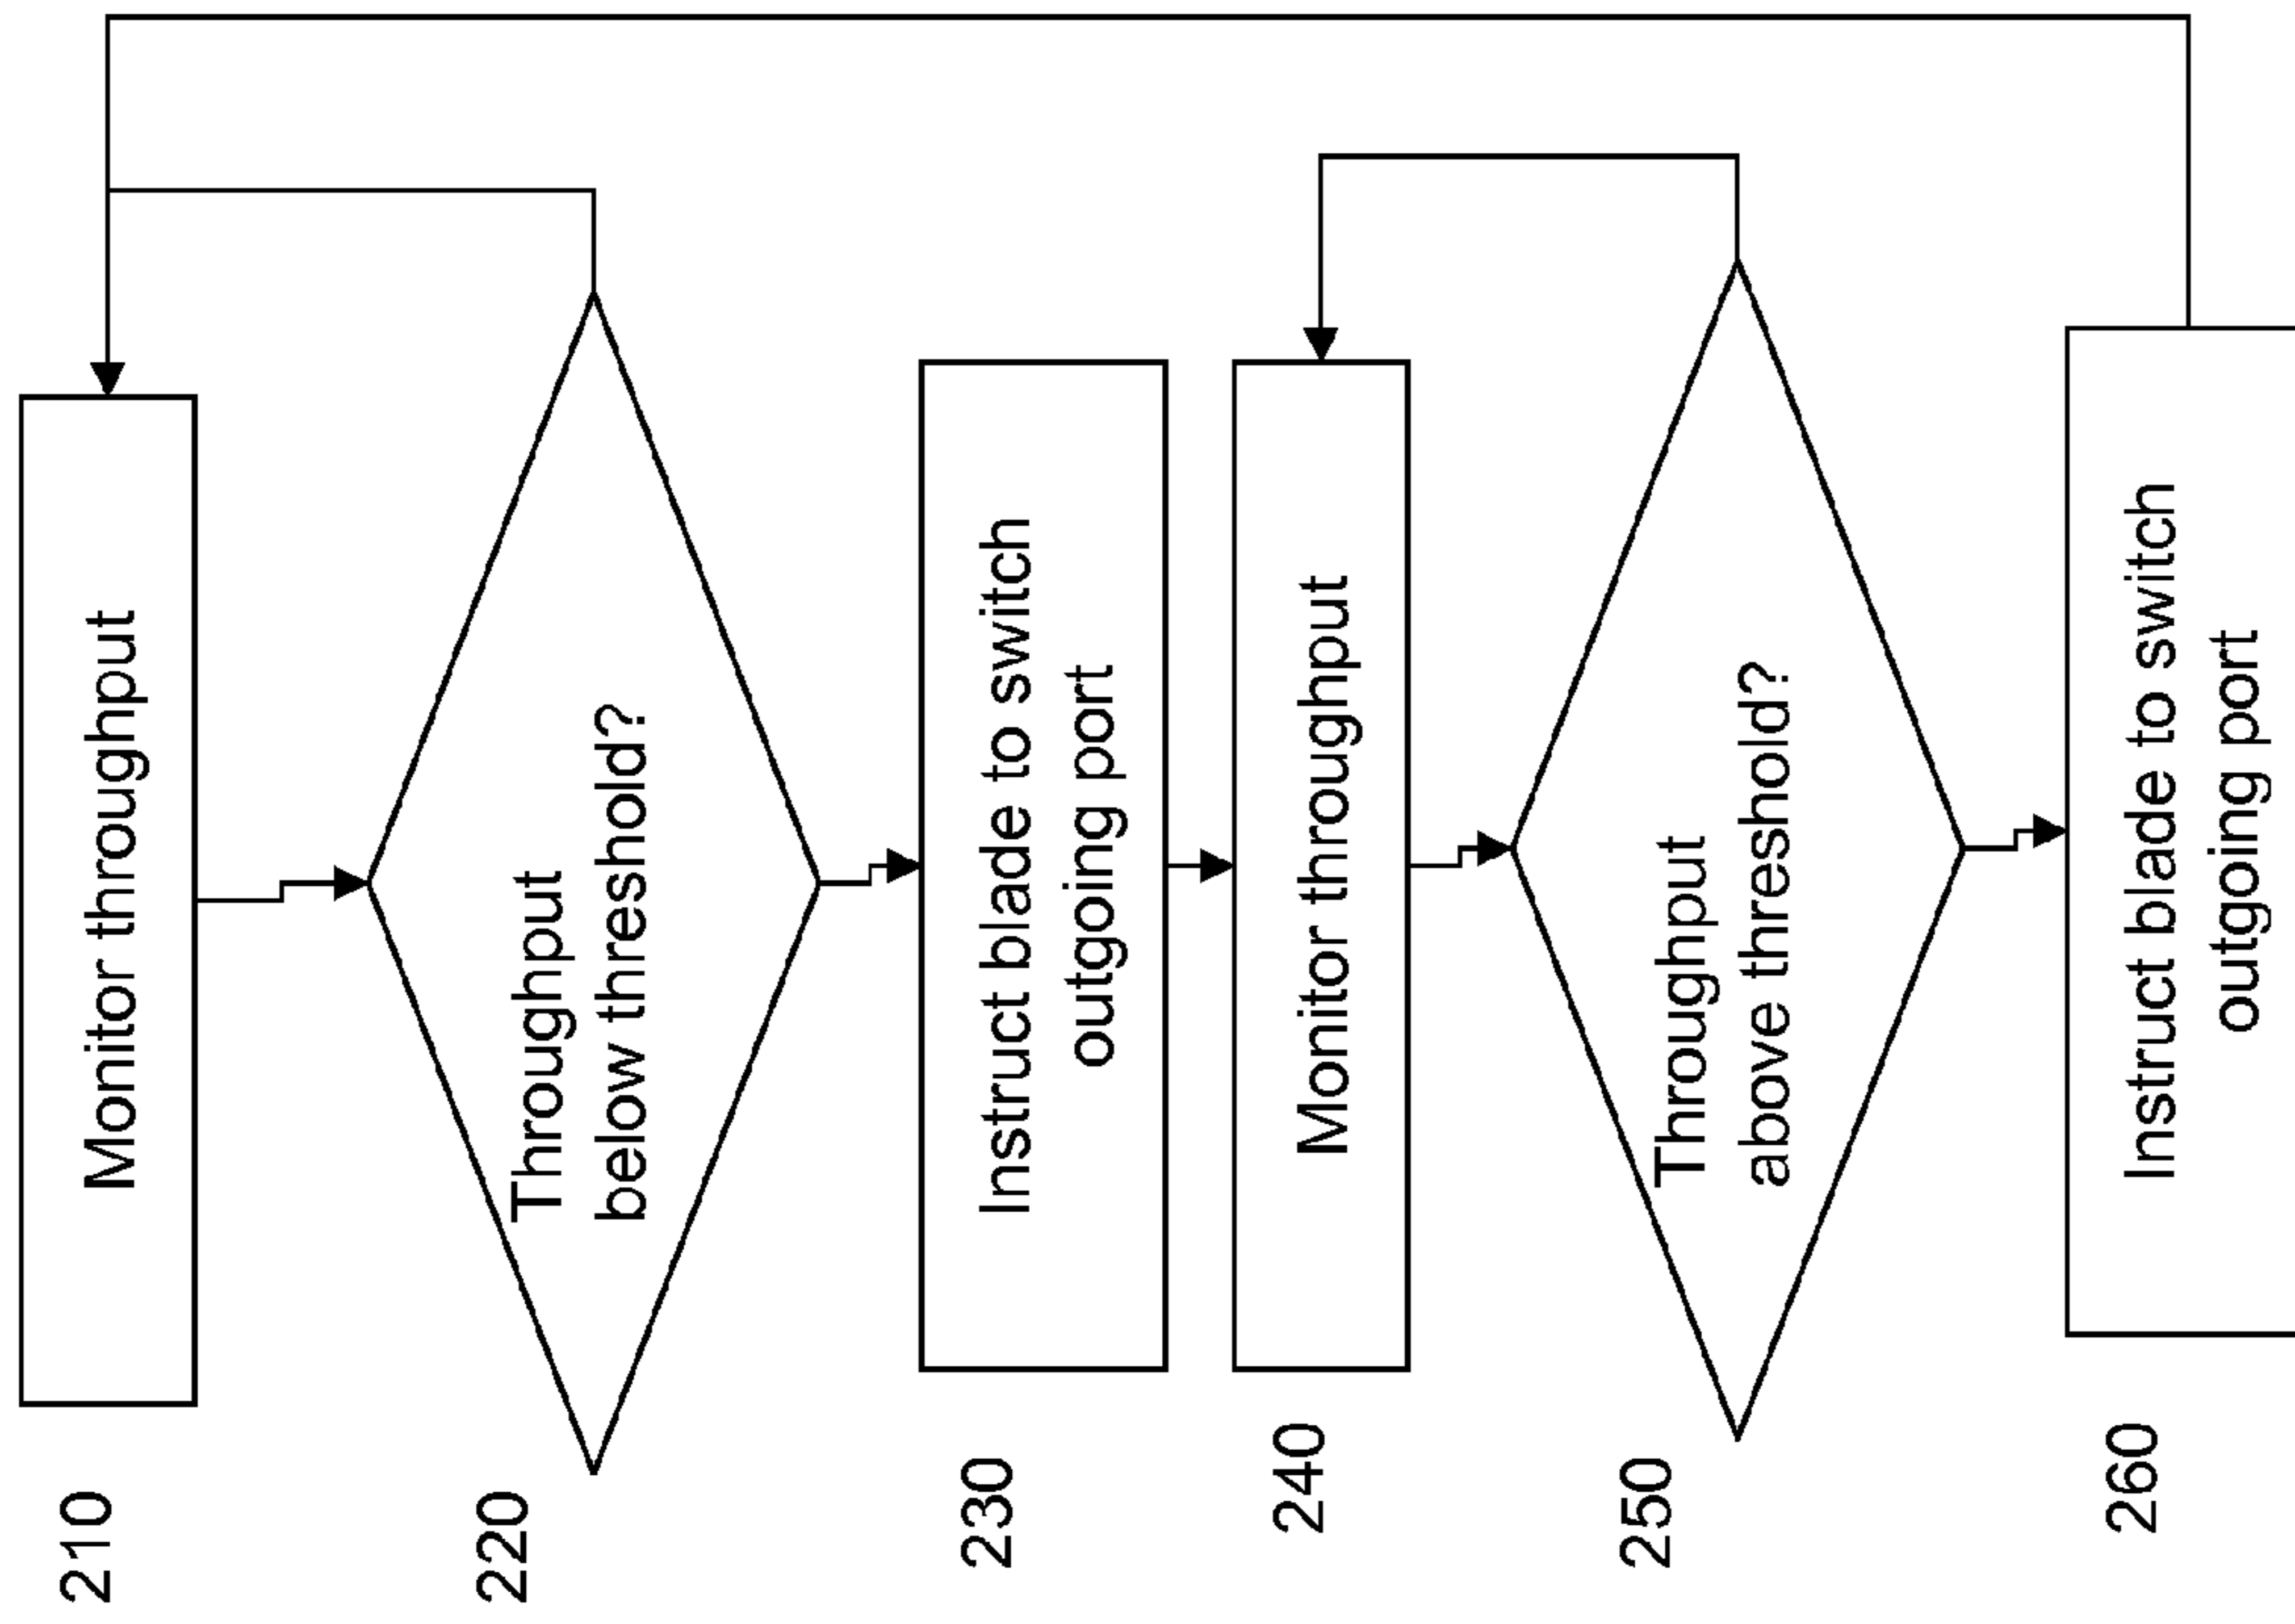 210
Monitor throughput
220
Throughput
below threshold?
230
Instruct blade to switch
outgoing port
240
Monitor throughput
250
Throughput
above threshold?
260
Instruct blade to switch
outgoing port